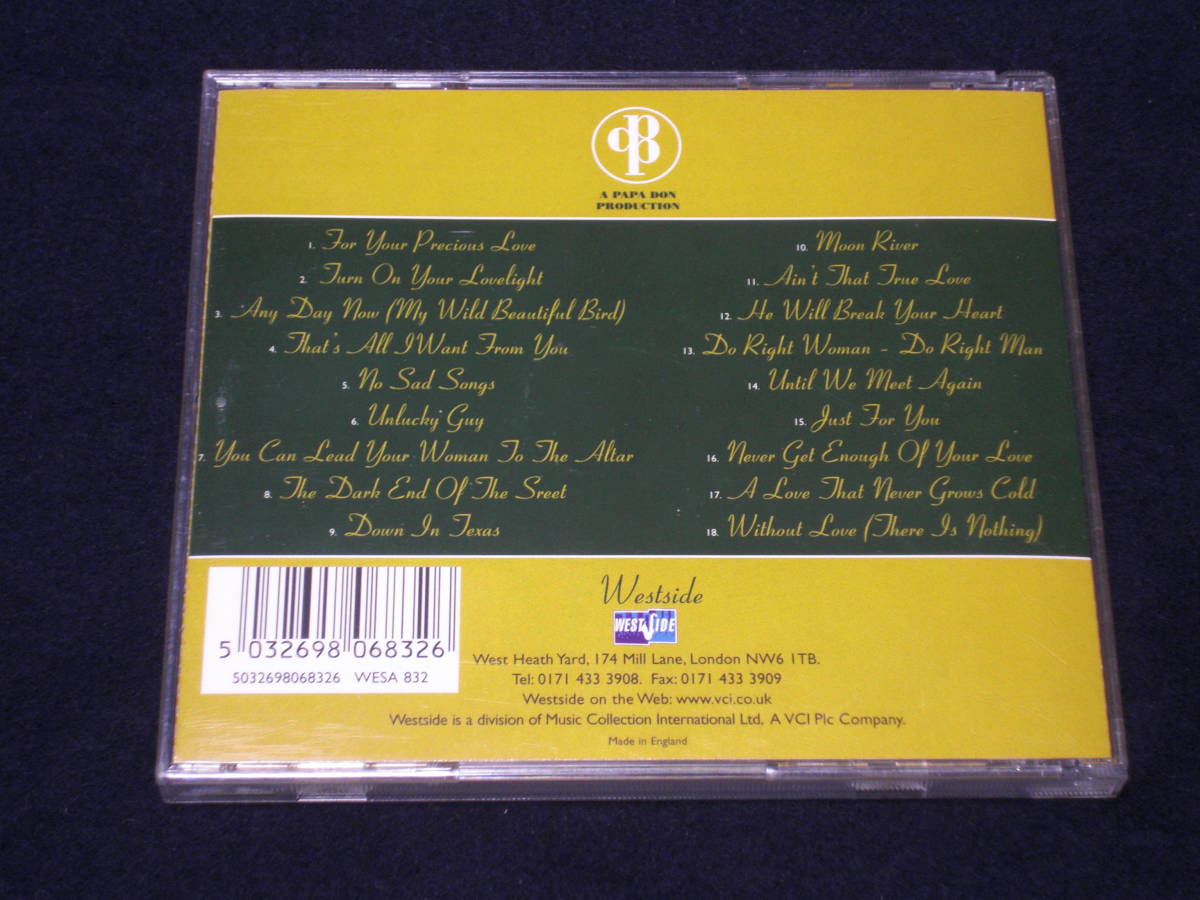 A PAPA DON
PRODUCTION
1. For Your Precious Love
2. Turn On Your Lovelight
3. Any Day Now (My Wild Beautiful Bird)
4. That's All I Want From You
5. No Sad Songs
6. Unlucky Guy
7. You Can Lead Your Woman To The Altar
8. The Dark End Of The Sreet
9. Down In Texas
10. Moon River
11. Ain't That True Love
12. He Will Break Your Heart
13. Do Right Woman - Do Right Man
14. Until We Meet Again
15. Just For You
16. Never Get Enough Of Your Love
17. A Love That Never Grows Cold
18. Without Love (There Is Nothing)
5 032698 068326
5032698068326 WESA 832
Westside
WESTSIDE
West Heath Yard, 174 Mill Lane, London NW6 1TB.
Tel: 0171 433 3908. Fax: 0171 433 3909
Westside on the Web: www.vci.co.uk
Westside is a division of Music Collection International Ltd, A VCI Plc Company.
Made in England